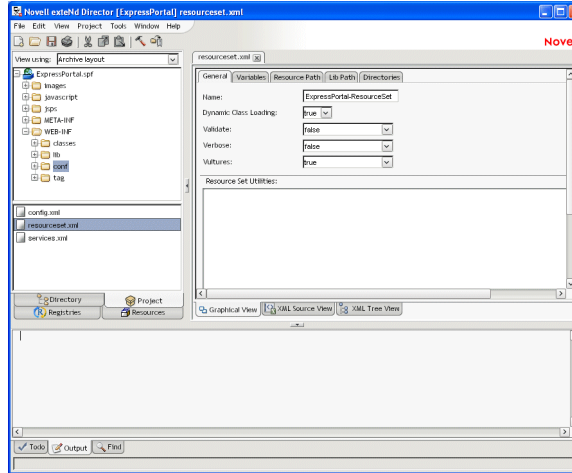 Novell exteNd Director [ExpressPortal] resourceset.xml
File Edit View Project Tools Window Help
Nove
View using: Archive layout
resourceset.xml
ExpressPortal.spf
images
javascript
jsps
META-INF
WEB-INF
classes
lib
conf
tag
config.xml
resourceset.xml
services.xml
Directory Project
Registries Resources
General Variables Resource Path Lib Path Directories
Name: ExpressPortal-ResourceSet
Dynamic Class Loading: true
Validate: false
Verbose: false
Vultures: true
Resource Set Utilities:
Graphical View XML Source View XML Tree View
Todo Output Find